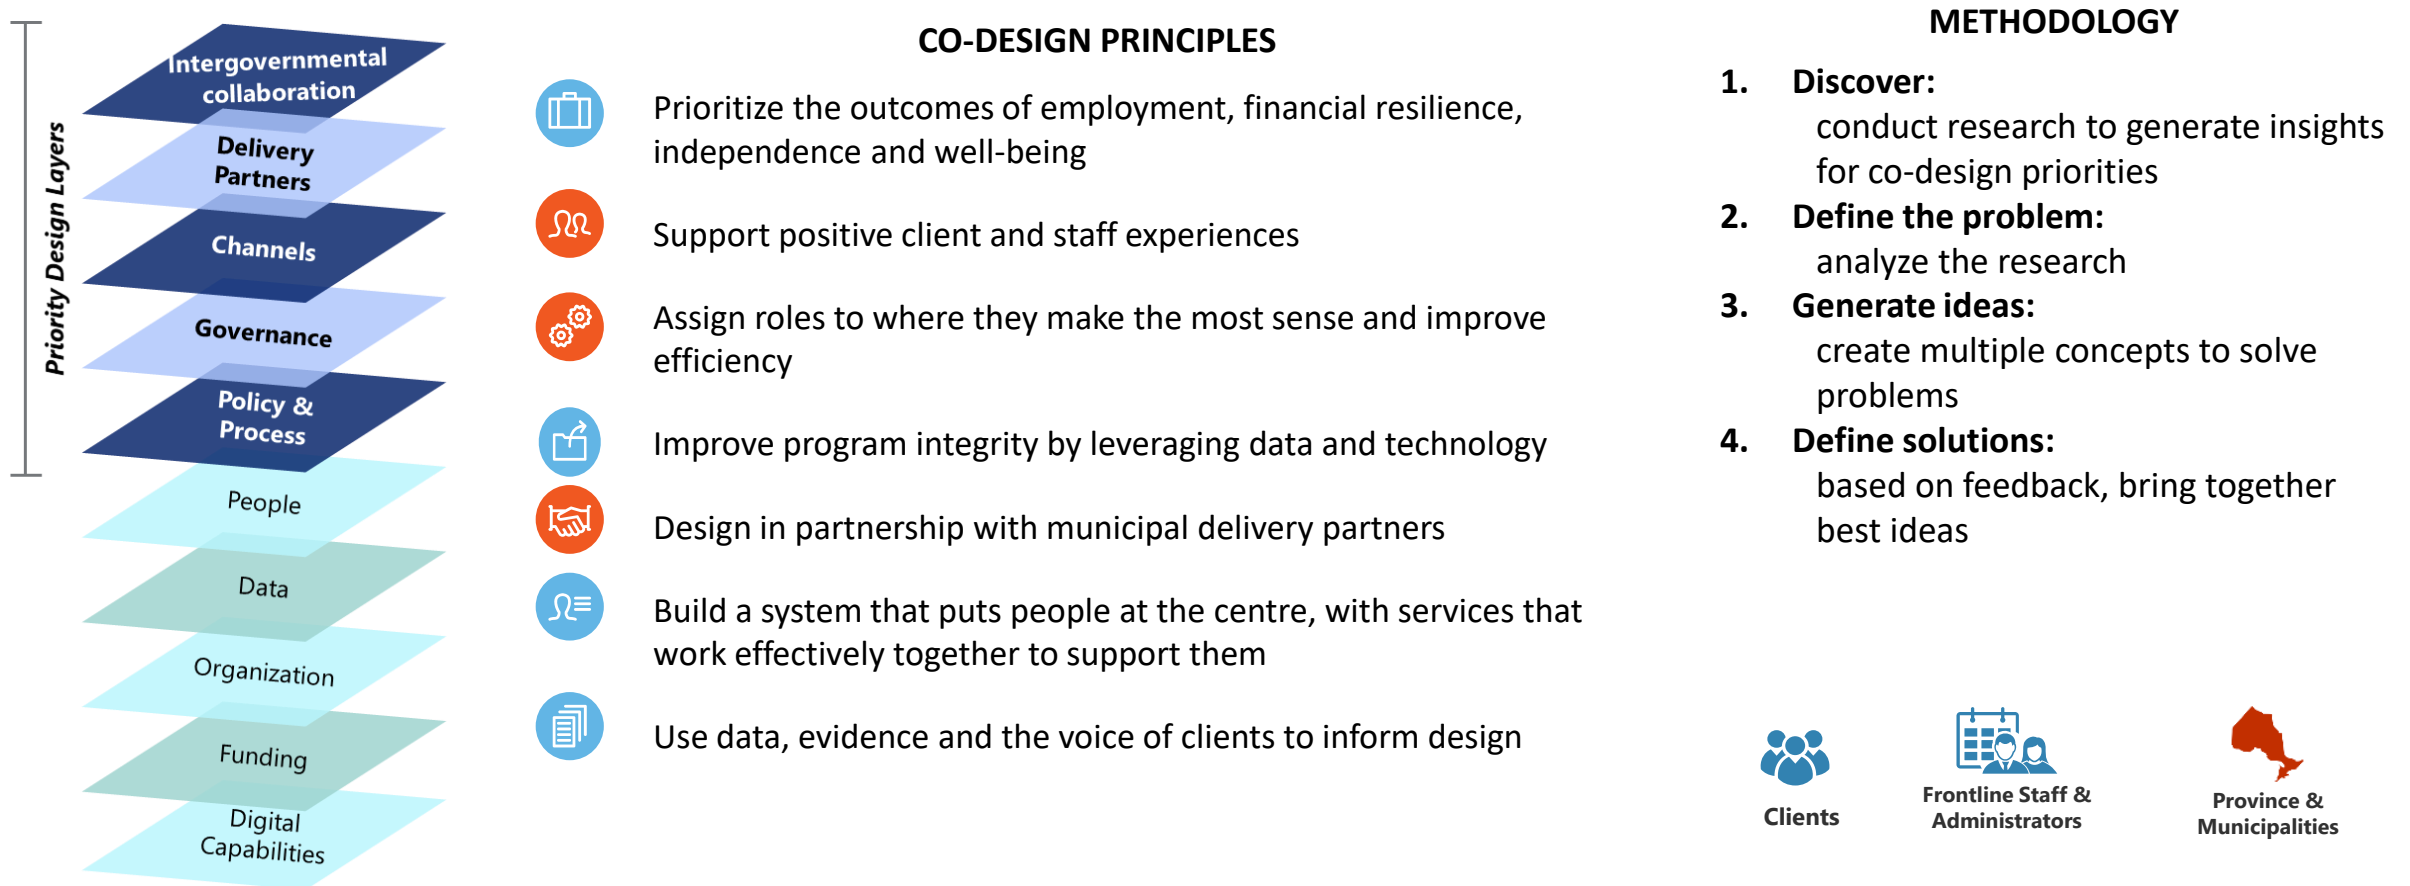 Priority Design Layers
Intergovernmental
collaboration
Delivery
Partners
Channels
Governance
Policy &
Process
People
Data
Organization
Funding
Digital
Capabilities
CO-DESIGN PRINCIPLES
Prioritize the outcomes of employment, financial resilience,
independence and well-being
Support positive client and staff experiences
Assign roles to where they make the most sense and improve
efficiency
Improve program integrity by leveraging data and technology
Design in partnership with municipal delivery partners
Build a system that puts people at the centre, with services that
work effectively together to support them
Use data, evidence and the voice of clients to inform design
METHODOLOGY
1. Discover:
conduct research to generate insights
for co-design priorities
2. Define the problem:
analyze the research
3. Generate ideas:
create multiple concepts to solve
problems
4. Define solutions:
based on feedback, bring together
best ideas
Clients
Frontline Staff &
Administrators
Province &
Municipalities